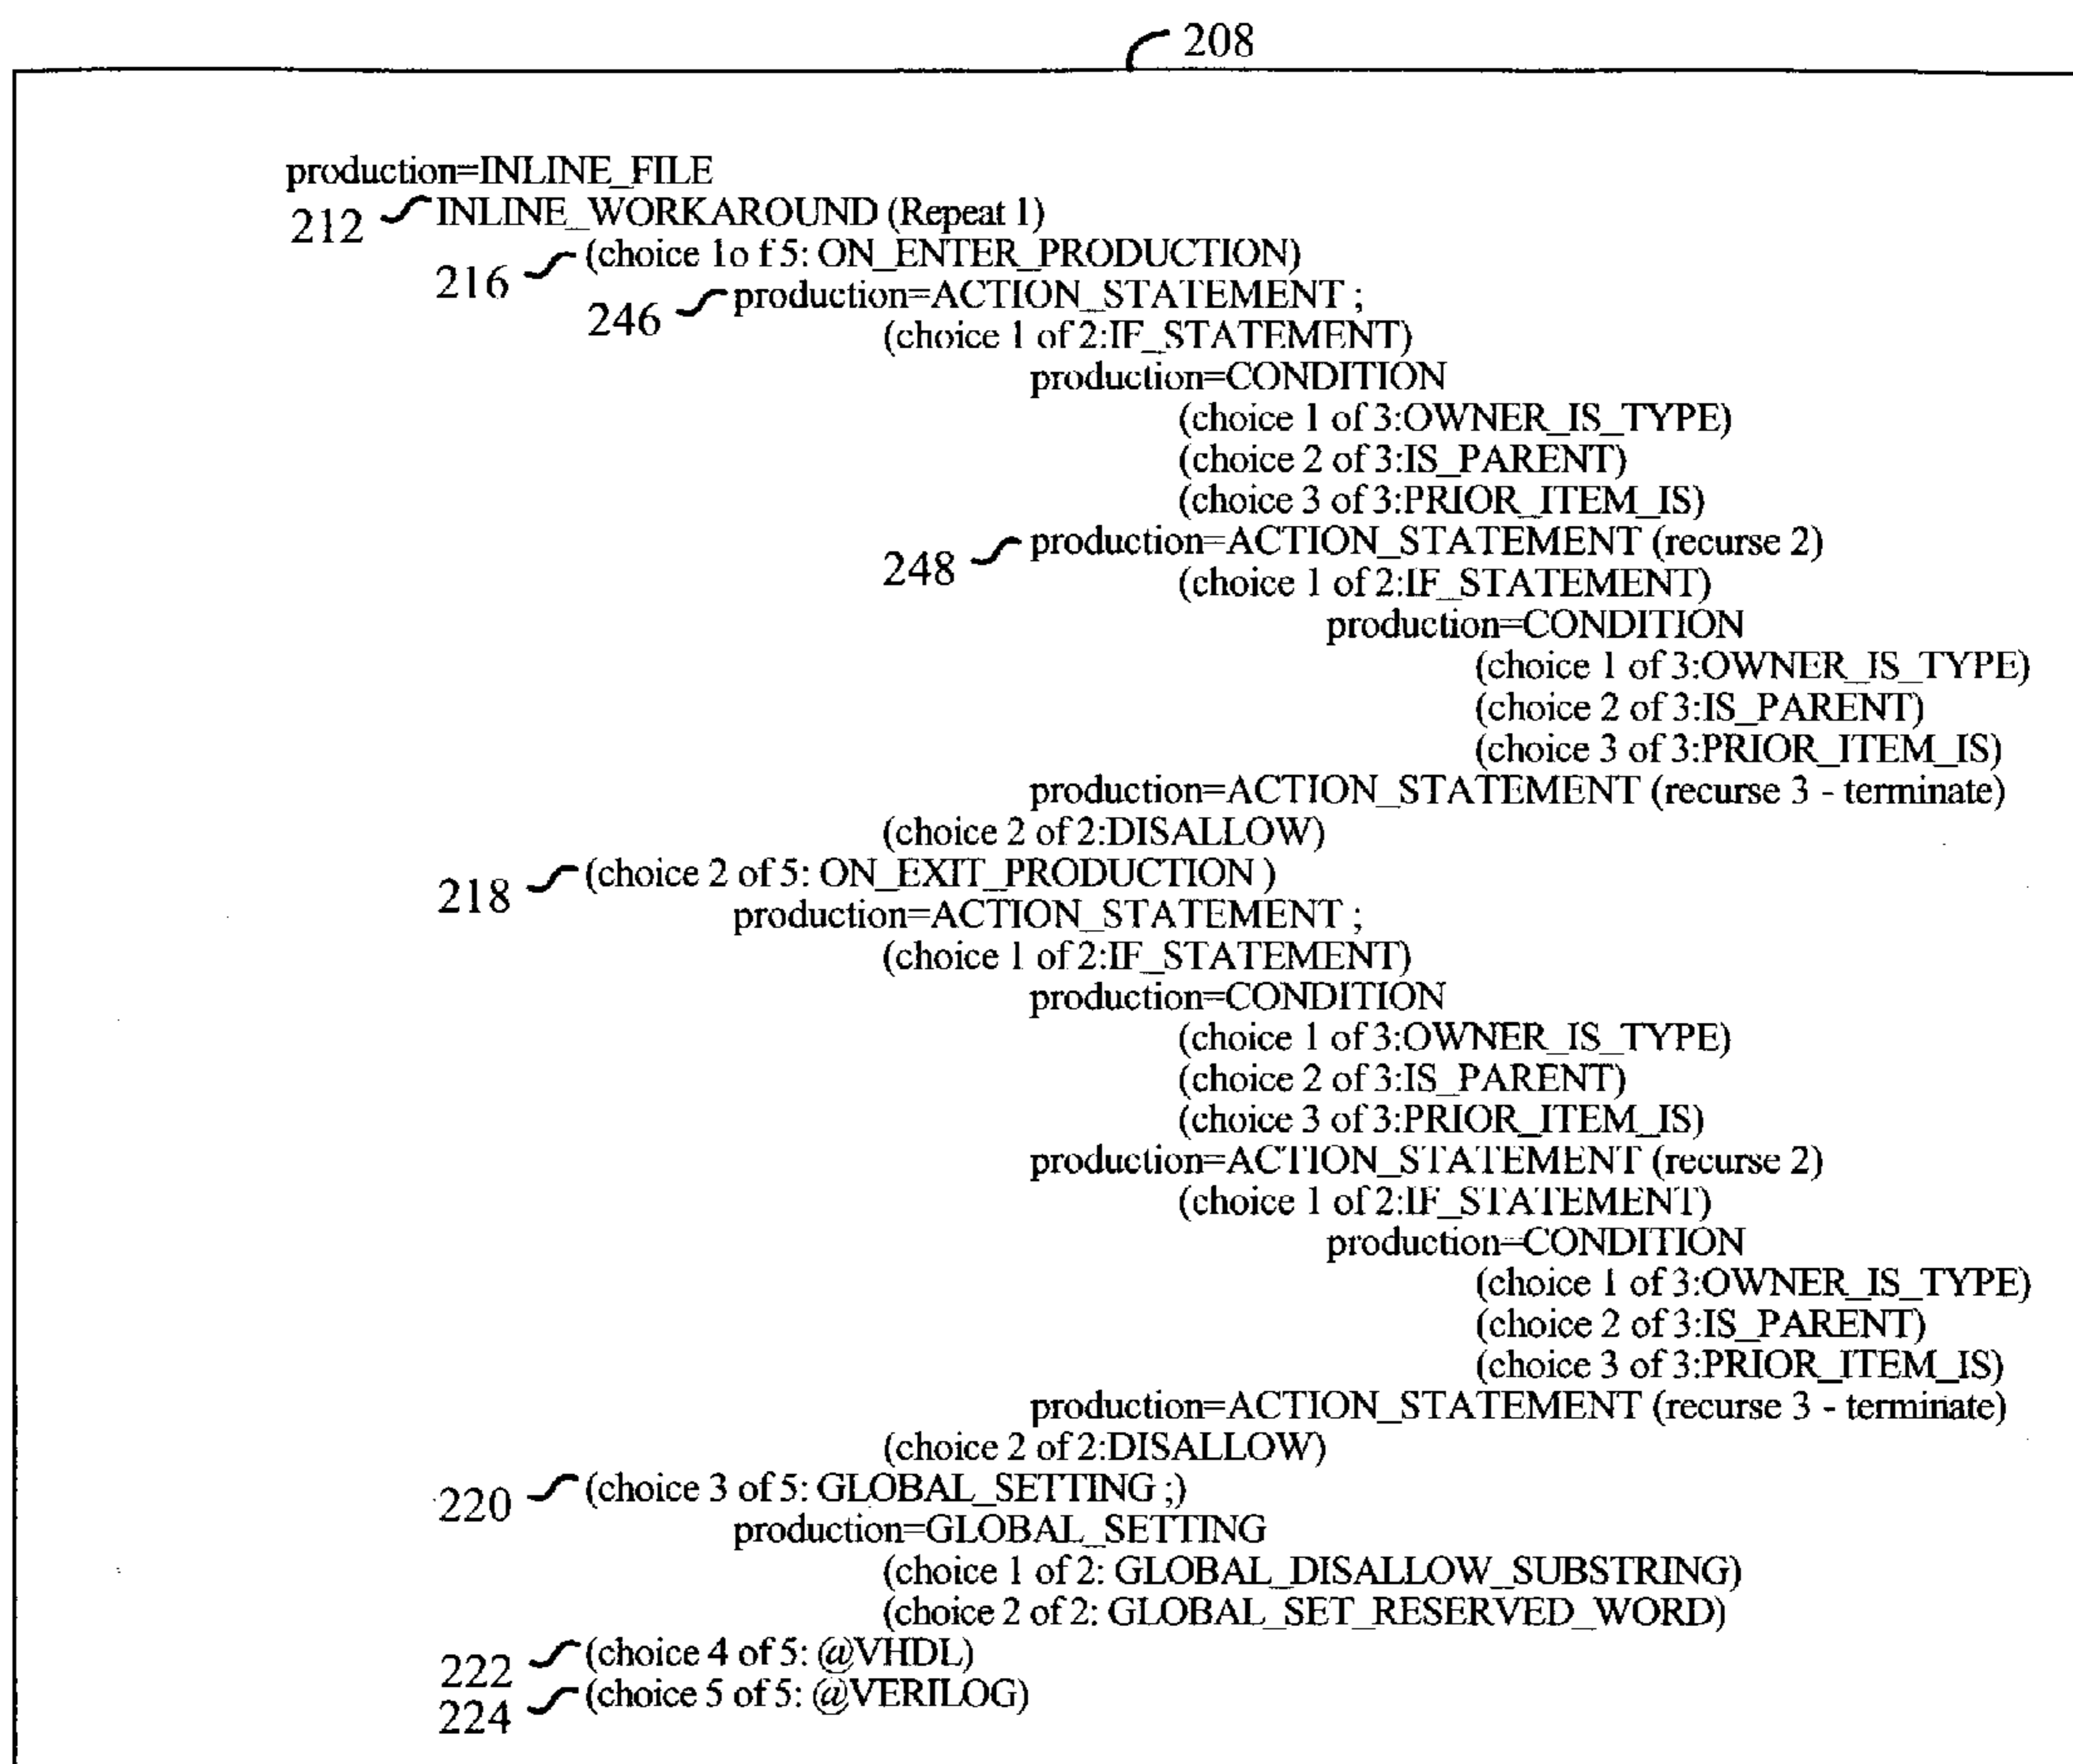 208
production=INLINE_FILE
212 INLINE_WORKAROUND (Repeat 1)
216 (choice 1o f 5: ON_ENTER_PRODUCTION)
246 production=ACTION_STATEMENT ;
(choice 1 of 2:IF_STATEMENT)
production=CONDITION
(choice 1 of 3:OWNER_IS_TYPE)
(choice 2 of 3:IS_PARENT)
(choice 3 of 3:PRIOR_ITEM_IS)
248 production=ACTION_STATEMENT (recurse 2)
(choice 1 of 2:IF_STATEMENT)
production=CONDITION
(choice 1 of 3:OWNER_IS_TYPE)
(choice 2 of 3:IS_PARENT)
(choice 3 of 3:PRIOR_ITEM_IS)
production=ACTION_STATEMENT (recurse 3 - terminate)
(choice 2 of 2:DISALLOW)
218 (choice 2 of 5: ON_EXIT_PRODUCTION )
production=ACTION_STATEMENT ;
(choice 1 of 2:IF_STATEMENT)
production=CONDITION
(choice 1 of 3:OWNER_IS_TYPE)
(choice 2 of 3:IS_PARENT)
(choice 3 of 3:PRIOR_ITEM_IS)
production=ACTION_STATEMENT (recurse 2)
(choice 1 of 2:IF_STATEMENT)
production=CONDITION
(choice 1 of 3:OWNER_IS_TYPE)
(choice 2 of 3:IS_PARENT)
(choice 3 of 3:PRIOR_ITEM_IS)
production=ACTION_STATEMENT (recurse 3 - terminate)
(choice 2 of 2:DISALLOW)
220 (choice 3 of 5: GLOBAL_SETTING ;)
production=GLOBAL_SETTING
(choice 1 of 2: GLOBAL_DISALLOW_SUBSTRING)
(choice 2 of 2: GLOBAL_SET_RESERVED_WORD)
222 (choice 4 of 5: @VHDL)
224 (choice 5 of 5: @VERILOG)